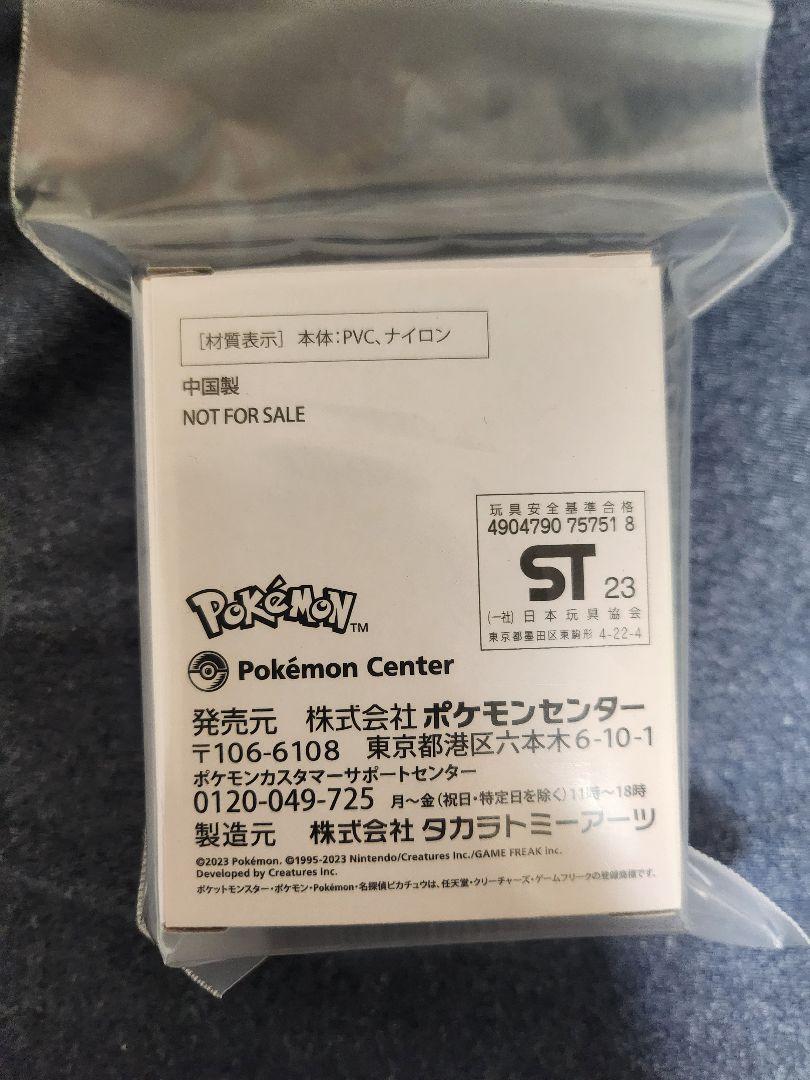 ［材質表示］ 本体：PVC、ナイロン
中国製
NOT FOR SALE
玩具安全基準合格
4904790 75751 8
ST 23
(一社) 日本玩具協会
東京都墨田区東駒形 4-22-4
POKéMON TM
Pokémon Center
発売元 株式会社 ポケモンセンター
〒106-6108 東京都港区六本木6-10-1
ポケモンカスタマーサポートセンター
0120-049-725 月〜金（祝日・特定日を除く）11時〜18時
製造元 株式会社 タカラトミーアーツ
©2023 Pokémon. ©1995-2023 Nintendo/Creatures Inc./GAME FREAK inc.
Developed by Creatures Inc.
ポケットモンスター・ポケモン・Pokémon・名探偵ピカチュウは、任天堂・クリーチャーズ・ゲームフリークの登録商標です。